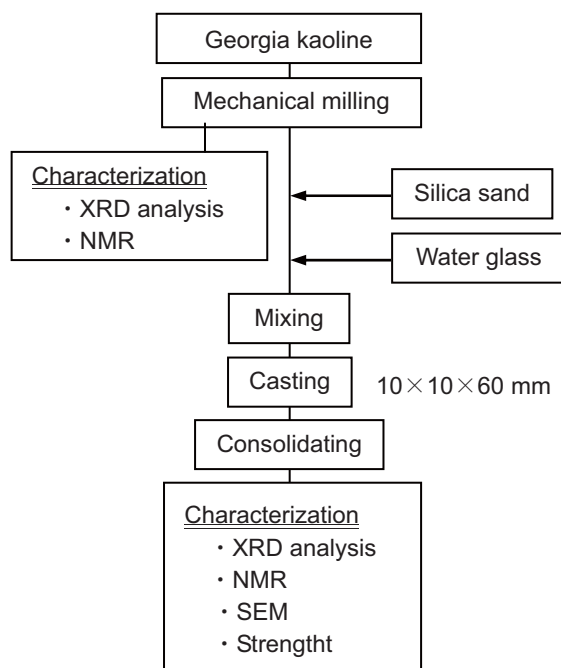 Georgia kaoline
Mechanical milling
Characterization
・XRD analysis
・NMR
Silica sand
Water glass
Mixing
Casting
10×10×60 mm
Consolidating
Characterization
・XRD analysis
・NMR
・SEM
・Strengtht